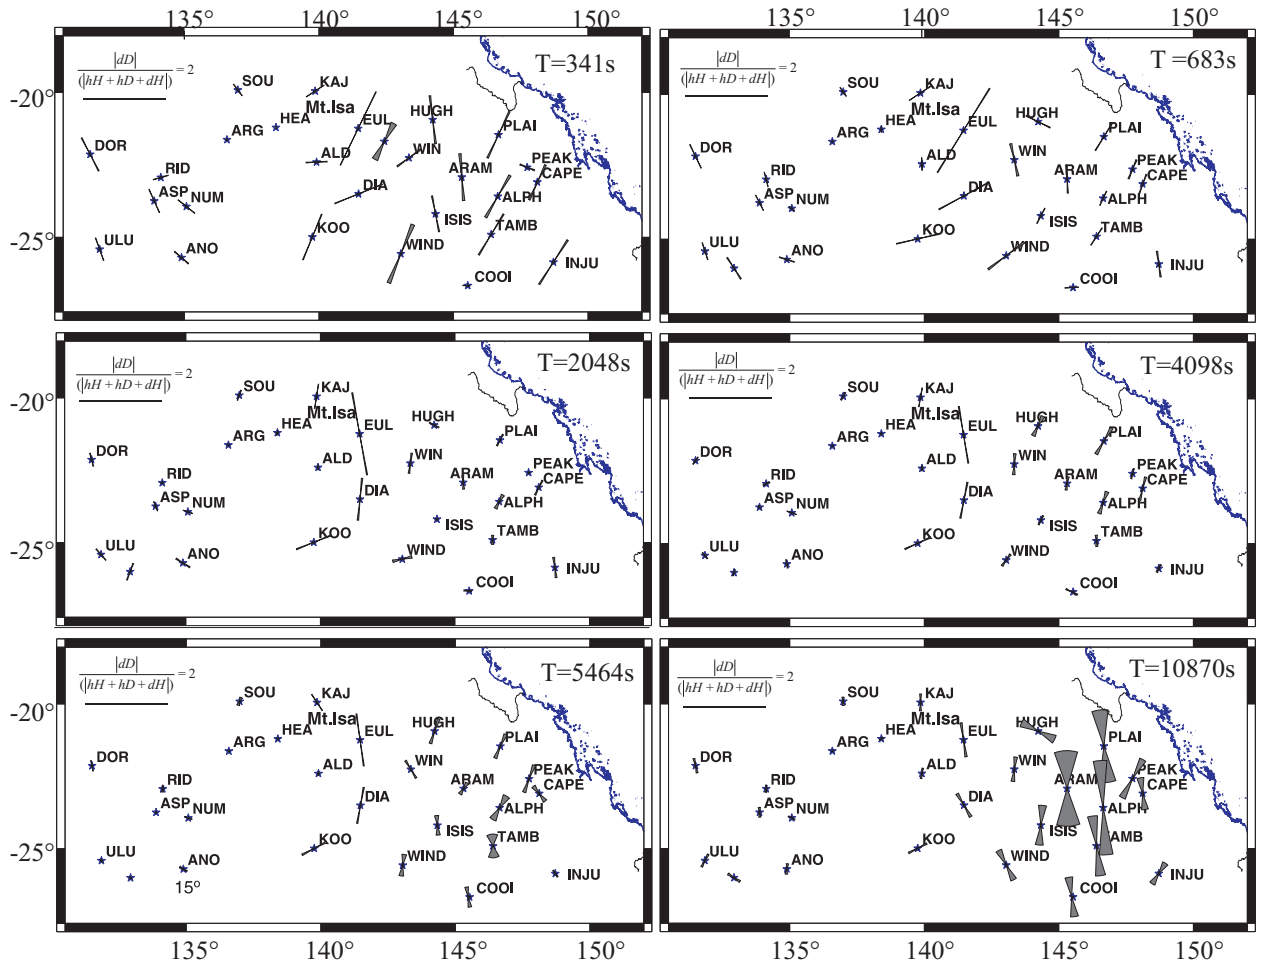 135° 140° 145° 150° 135° 140° 145° 150°
|dD|
(|hH + hD + dH|) = 2
T=341s
-20°
-25°
SOU
KAJ
Mt.Isa
HEA
ARG
EUL
HUGH
PLAI
DOR
RID
ALD
WIN
ARAM
PEAK
CAPE
ASP
NUM
DIA
ALPH
ISIS
TAMB
ULU
ANO
KOO
WIND
INJU
COOI
|dD|
(|hH + hD + dH|) = 2
T=683s
SOU
KAJ
Mt.Isa
HEA
ARG
EUL
HUGH
PLAI
DOR
RID
ALD
WIN
ARAM
PEAK
CAPE
ASP
NUM
DIA
ALPH
ISIS
TAMB
ULU
ANO
KOO
WIND
INJU
COOI
|dD|
(|hH + hD + dH|) = 2
T=2048s
-20°
-25°
SOU
KAJ
Mt.Isa
HEA
ARG
EUL
HUGH
PLAI
DOR
RID
ALD
WIN
ARAM
PEAK
CAPE
ASP
NUM
DIA
ALPH
ISIS
TAMB
ULU
ANO
KOO
WIND
INJU
COOI
|dD|
(|hH + hD + dH|) = 2
T=4098s
SOU
KAJ
Mt.Isa
HEA
ARG
EUL
HUGH
PLAI
DOR
RID
ALD
WIN
ARAM
PEAK
CAPE
ASP
NUM
DIA
ALPH
ISIS
TAMB
ULU
ANO
KOO
WIND
INJU
COOI
|dD|
(|hH + hD + dH|) = 2
T=5464s
-20°
-25°
SOU
KAJ
Mt.Isa
HEA
ARG
EUL
HUGH
PLAI
DOR
RID
ALD
WIN
ARAM
PEAK
CAPE
ASP
NUM
DIA
ALPH
ISIS
TAMB
ULU
ANO
15°
KOO
WIND
INJU
COOI
|dD|
(|hH + hD + dH|) = 2
T=10870s
SOU
KAJ
Mt.Isa
HEA
ARG
EUL
HUGH
PLAI
DOR
RID
ALD
WIN
ARAM
PEAK
CAPE
ASP
NUM
DIA
ALPH
ISIS
AMB
ULU
ANO
KOO
WIND
INJU
COOI
135° 140° 145° 150° 135° 140° 145° 150°